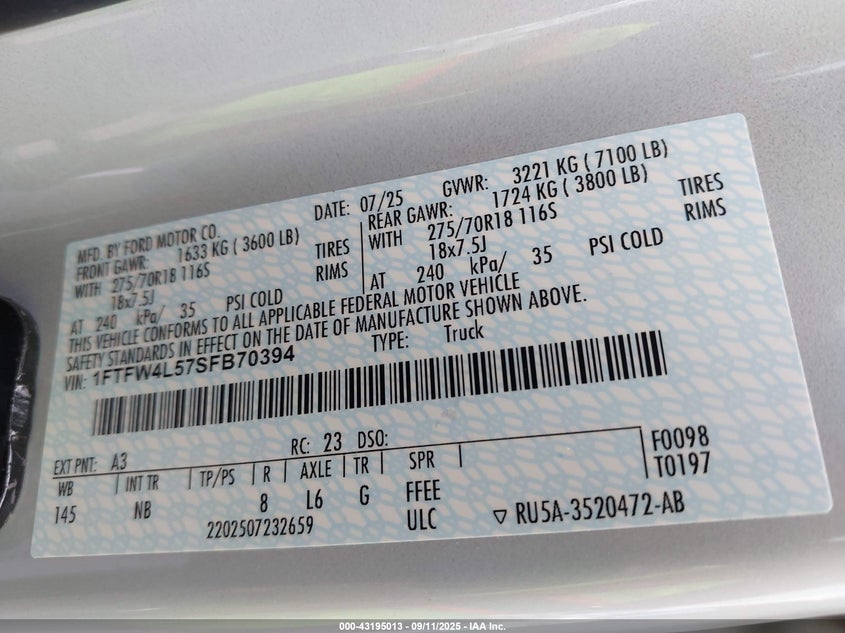 MFD. BY FORD MOTOR CO.
DATE: 07/25 GVWR: 3221 KG ( 7100 LB)
FRONT GAWR: 1633 KG ( 3600 LB)
REAR GAWR: 1724 KG ( 3800 LB)
WITH 275/70R18 116S TIRES
WITH 275/70R18 116S TIRES
18x7.5J RIMS
18x7.5J RIMS
AT 240 kPa/ 35 PSI COLD
AT 240 kPa/ 35 PSI COLD
THIS VEHICLE CONFORMS TO ALL APPLICABLE FEDERAL MOTOR VEHICLE
SAFETY STANDARDS IN EFFECT ON THE DATE OF MANUFACTURE SHOWN ABOVE.
VIN: 1FTFW4L57SFB70394 TYPE: Truck
EXT PNT: A3 RC: 23 DSO: F0098
WB INT TR TP/PS R AXLE TR SPR T0197
145 NB 8 L6 G FFEE
2202507232659 ULC RU5A-3520472-AB
000-43195013 - 09/11/2025 - IAA Inc.